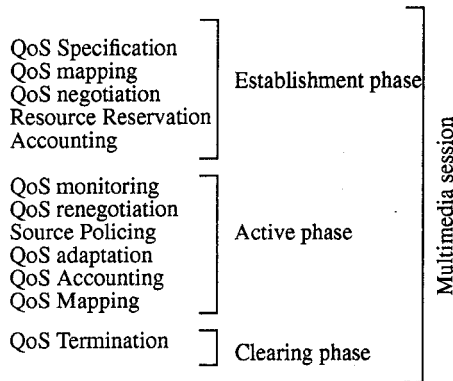 QoS Specification
QoS mapping
QoS negotiation
Resource Reservation
Accounting
Establishment phase
QoS monitoring
QoS renegotiation
Source Policing
QoS adaptation
QoS Accounting
QoS Mapping
Active phase
QoS Termination
Clearing phase
Multimedia session